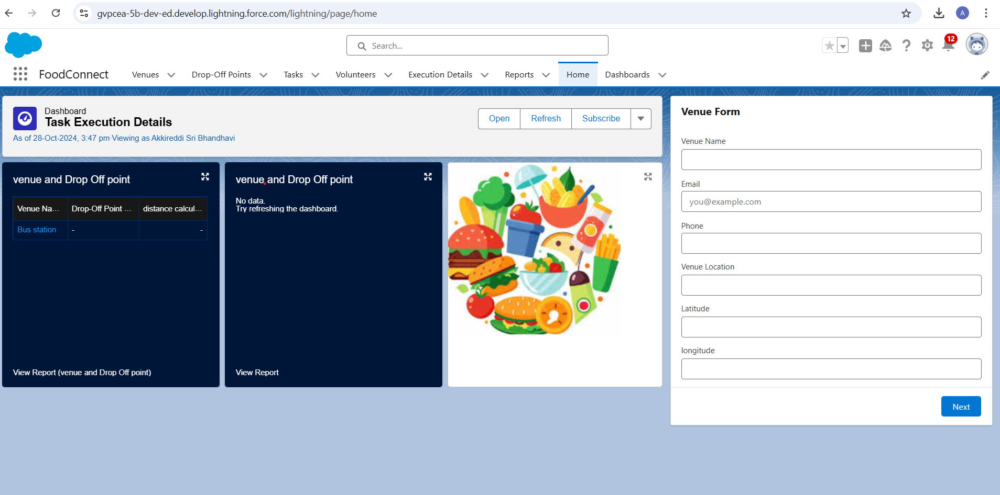 gvpcea-5b-dev-ed.develop.lightning.force.com/lightning/page/home
A
Search...
12
FoodConnect
Venues
Drop-Off Points
Tasks
Volunteers
Execution Details
Reports
Home
Dashboards
Dashboard
Task Execution Details
As of 28-Oct-2024, 3:47 pm·Viewing as Akkireddi Sri Bhandhavi
Open
Refresh
Subscribe
venue and Drop Off point
Venue Na...
Drop-Off Point ...
distance calcul...
Bus station
-
-
View Report (venue and Drop Off point)
venue and Drop Off point
No data.
Try refreshing the dashboard.
View Report
Venue Form
Venue Name
Email
you@example.com
Phone
Venue Location
Latitude
longitude
Next